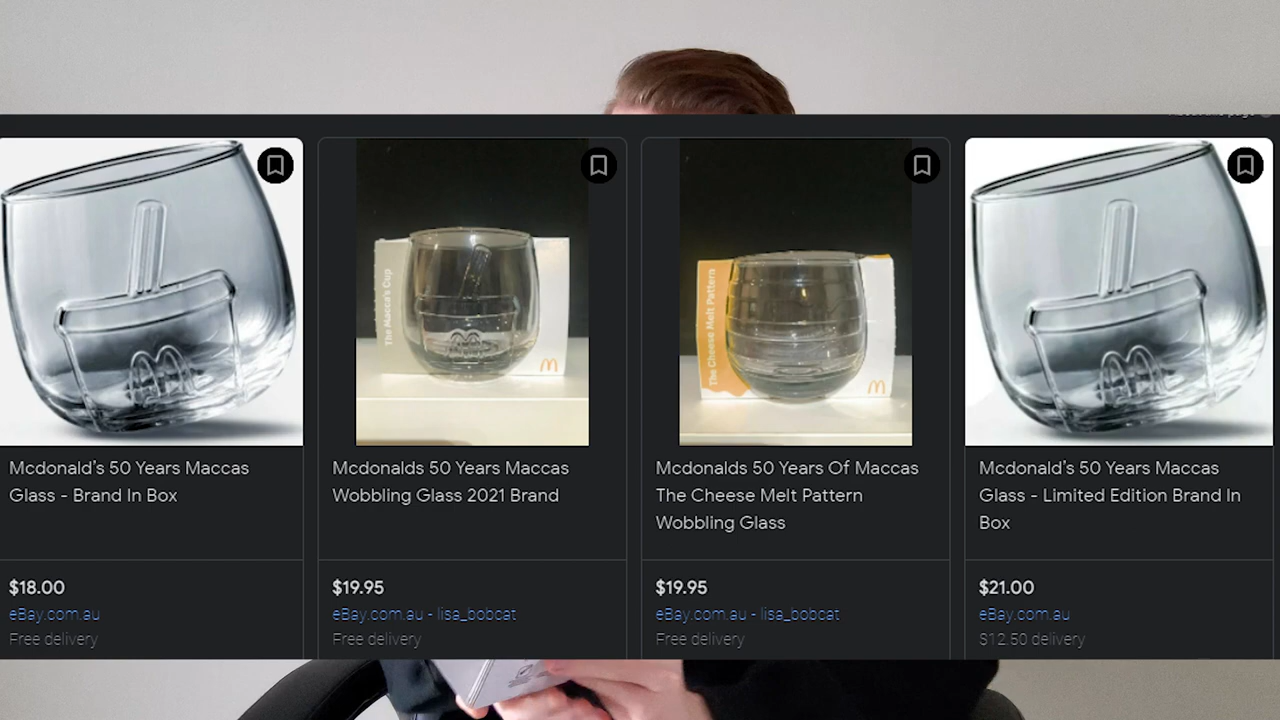 The Macca's Cup
The Cheese Melt Pattern
Mcdonald's 50 Years Maccas
Glass - Brand In Box
$18.00
eBay.com.au
Free delivery
Mcdonalds 50 Years Maccas
Wobbling Glass 2021 Brand
$19.95
eBay.com.au - lisa_bobcat
Free delivery
Mcdonalds 50 Years Of Maccas
The Cheese Melt Pattern
Wobbling Glass
$19.95
eBay.com.au - lisa_bobcat
Free delivery
Mcdonald's 50 Years Maccas
Glass - Limited Edition Brand In
Box
$21.00
eBay.com.au
$12.50 delivery